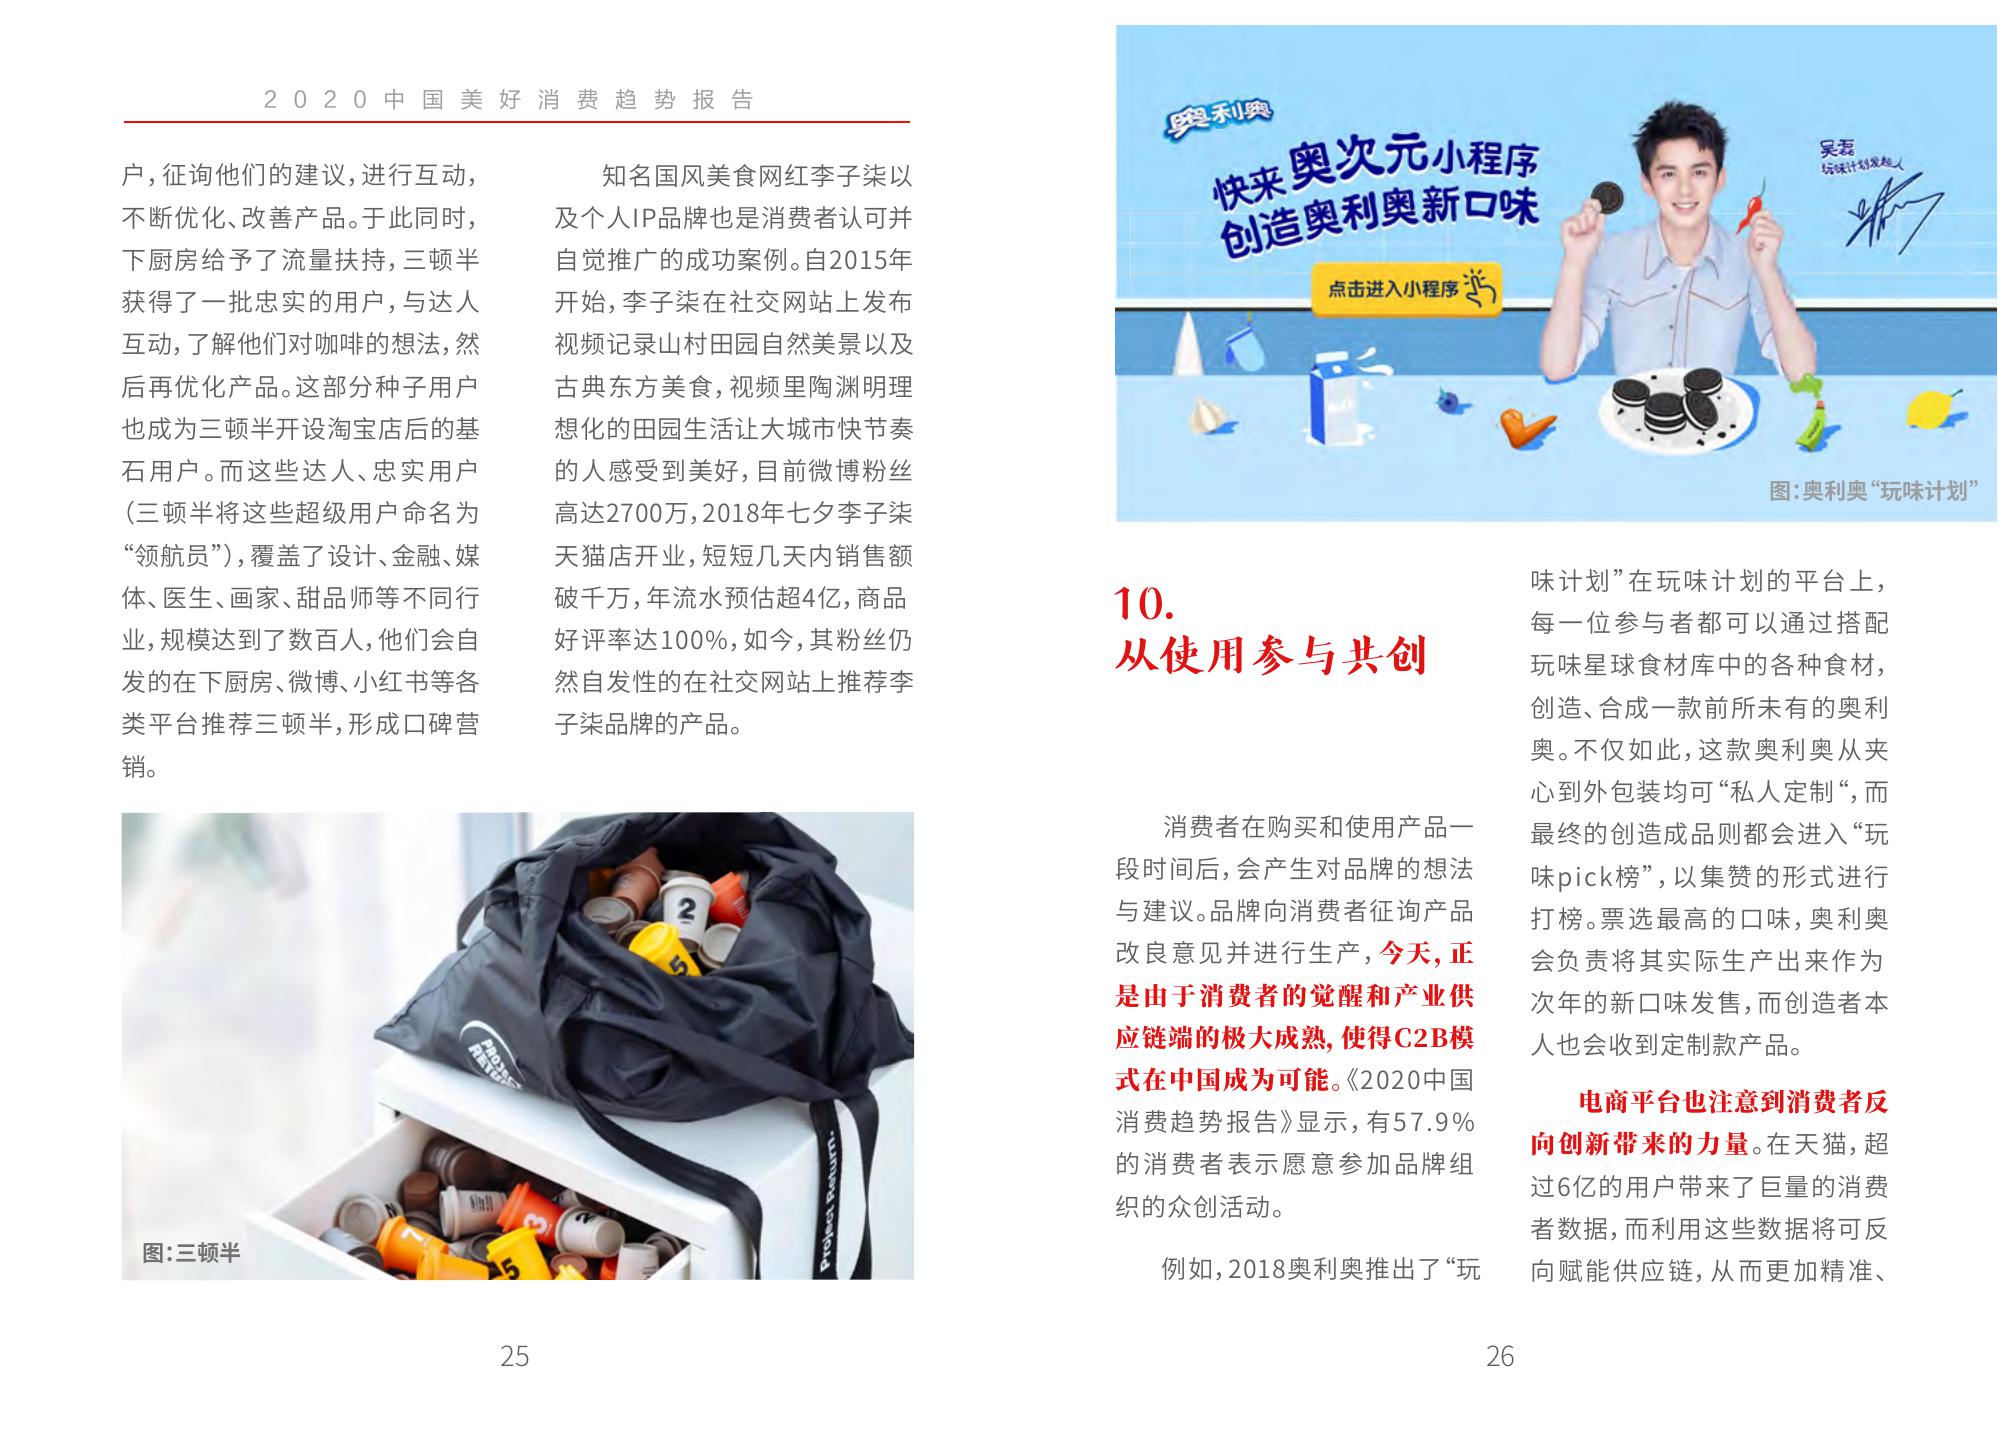 2020中国美好消费趋势报告
户，征询他们的建议，进行互动，
不断优化、改善产品。于此同时，
下厨房给予了流量扶持，三顿半
获得了一批忠实的用户，与达人
互动，了解他们对咖啡的想法，然
后再优化产品。这部分种子用户
也成为三顿半开设淘宝店后的基
石用户。而这些达人、忠实用户
（三顿半将这些超级用户命名为
“领航员”），覆盖了设计、金融、媒
体、医生、画家、甜品师等不同行
业，规模达到了数百人，他们会自
发的在下厨房、微博、小红书等各
类平台推荐三顿半，形成口碑营
销。
知名国风美食网红李子柒以
及个人IP品牌也是消费者认可并
自觉推广的成功案例。自2015年
开始，李子柒在社交网站上发布
视频记录山村田园自然美景以及
古典东方美食，视频里陶渊明理
想化的田园生活让大城市快节奏
的人感受到美好，目前微博粉丝
高达2700万，2018年七夕李子柒
天猫店开业，短短几天内销售额
破千万，年流水预估超4亿，商品
好评率达100%，如今，其粉丝仍
然自发性的在社交网站上推荐李
子柒品牌的产品。
2
5
PROJECT
Project Return.
7
3
2
5
图：三顿半
25
奥利奥
快来奥次元小程序
创造奥利奥新口味
点击进入小程序
吴磊
玩味计划发起人
图：奥利奥“玩味计划”
10.
从使用参与共创
消费者在购买和使用产品一
段时间后，会产生对品牌的想法
与建议。品牌向消费者征询产品
改良意见并进行生产，今天，正
是由于消费者的觉醒和产业供
应链端的极大成熟，使得C2B模
式在中国成为可能。《2020中国
消费趋势报告》显示，有57.9%
的消费者表示愿意参加品牌组
织的众创活动。
例如，2018奥利奥推出了“玩
味计划”在玩味计划的平台上，
每一位参与者都可以通过搭配
玩味星球食材库中的各种食材，
创造、合成一款前所未有的奥利
奥。不仅如此，这款奥利奥从夹
心到外包装均可“私人定制“，而
最终的创造成品则都会进入“玩
味pick榜”，以集赞的形式进行
打榜。票选最高的口味，奥利奥
会负责将其实际生产出来作为
次年的新口味发售，而创造者本
人也会收到定制款产品。
电商平台也注意到消费者反
向创新带来的力量。在天猫，超
过6亿的用户带来了巨量的消费
者数据，而利用这些数据将可反
向赋能供应链，从而更加精准、
26